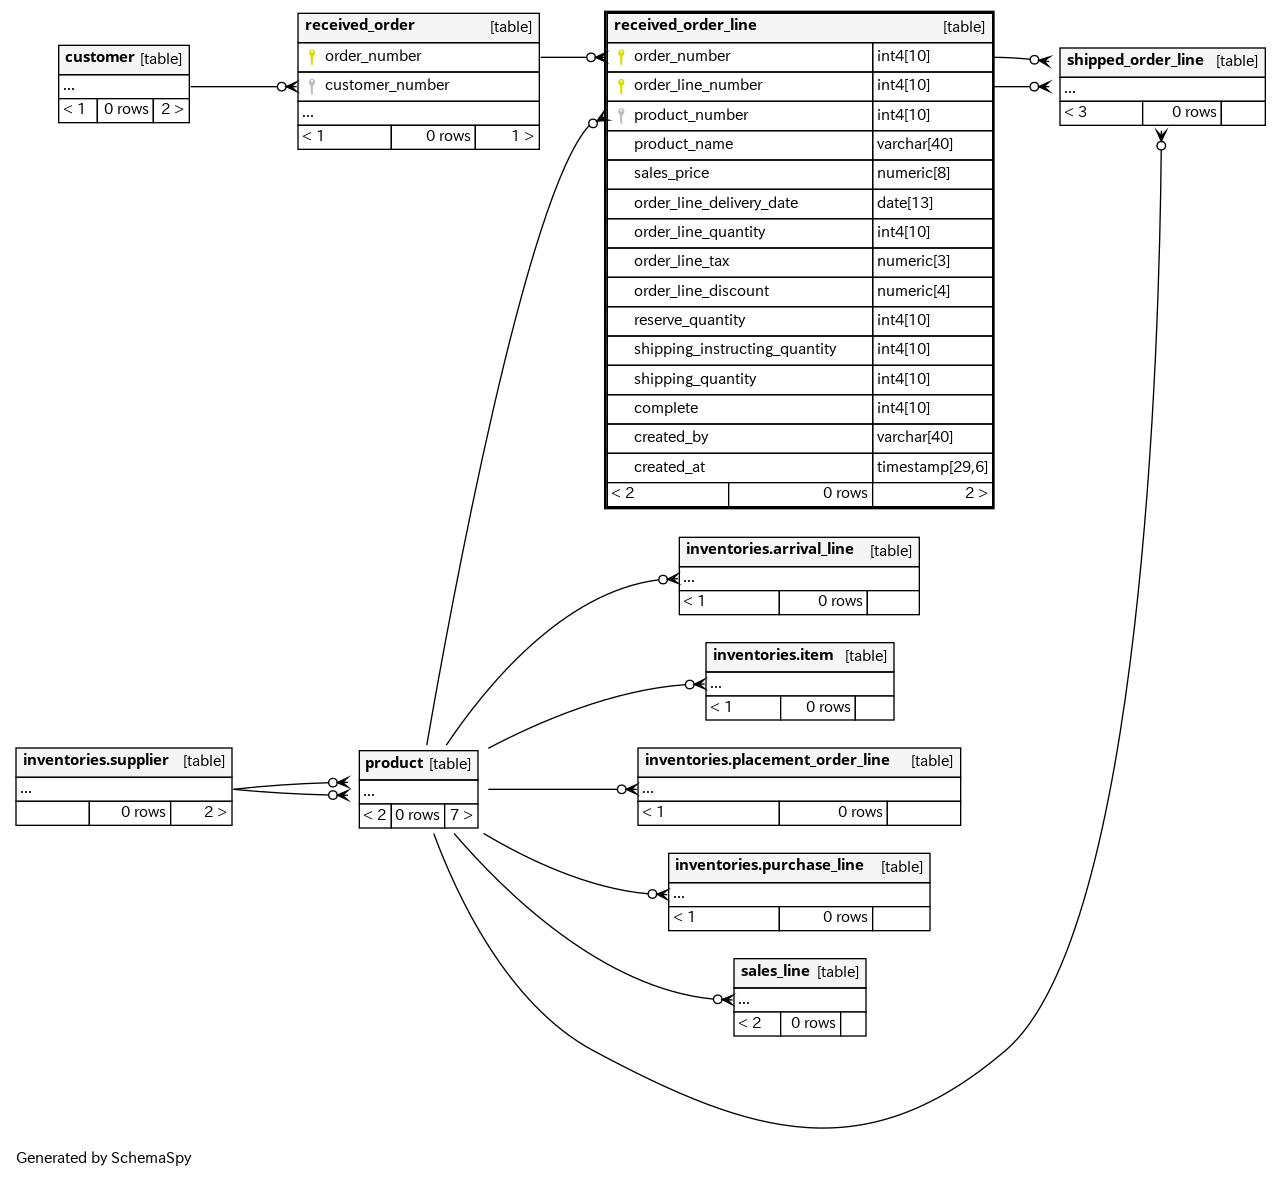 customer [table]
...
< 1 0 rows 2 >
received_order [table]
order_number
customer_number
...
< 1 0 rows 1 >
received_order_line [table]
order_number int4[10]
order_line_number int4[10]
product_number int4[10]
product_name varchar[40]
sales_price numeric[8]
order_line_delivery_date date[13]
order_line_quantity int4[10]
order_line_tax numeric[3]
order_line_discount numeric[4]
reserve_quantity int4[10]
shipping_instructing_quantity int4[10]
shipping_quantity int4[10]
complete int4[10]
created_by varchar[40]
created_at timestamp[29,6]
< 2 0 rows 2 >
shipped_order_line [table]
...
< 3 0 rows
inventories.arrival_line [table]
...
< 1 0 rows
inventories.item [table]
...
< 1 0 rows
inventories.supplier [table]
...
0 rows 2 >
product [table]
...
< 2 0 rows 7 >
inventories.placement_order_line [table]
...
< 1 0 rows
inventories.purchase_line [table]
...
< 1 0 rows
sales_line [table]
...
< 2 0 rows
Generated by SchemaSpy